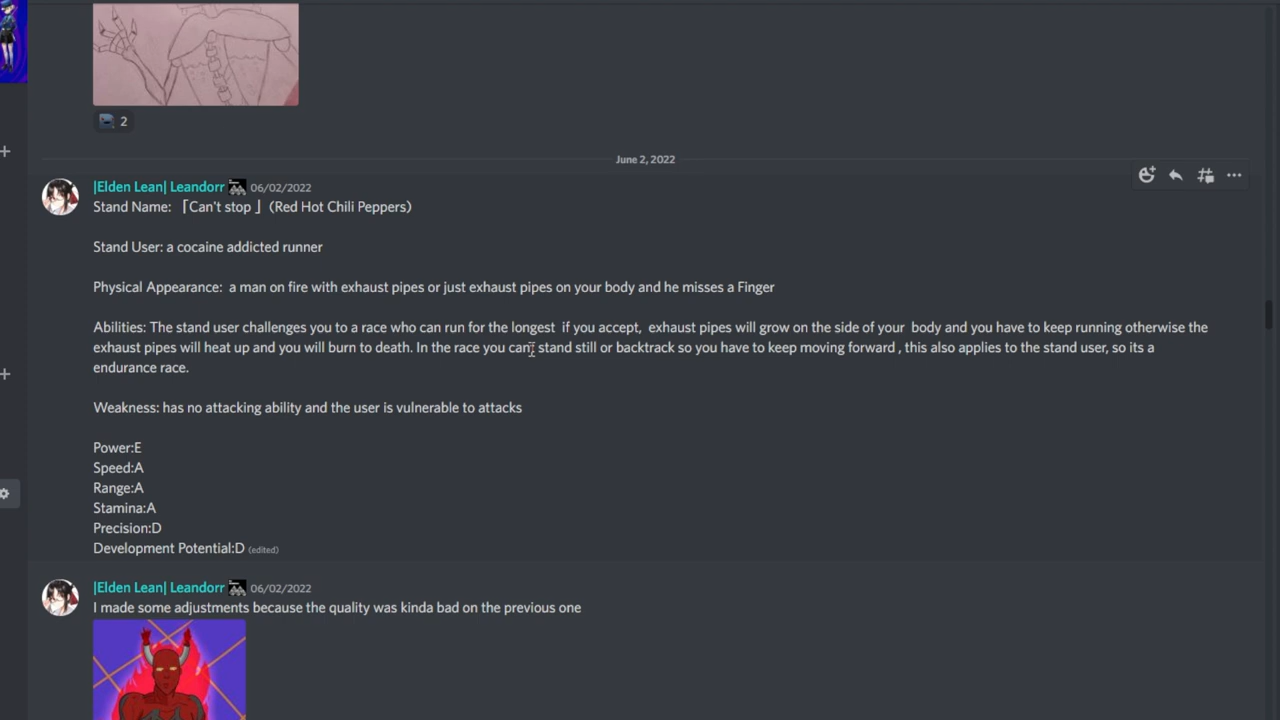 2
June 2, 2022
|Elden Lean| Leandorr 06/02/2022
Stand Name: 「Can't stop 」(Red Hot Chili Peppers)
Stand User: a cocaine addicted runner
Physical Appearance:  a man on fire with exhaust pipes or just exhaust pipes on your body and he misses a Finger
Abilities: The stand user challenges you to a race who can run for the longest  if you accept,  exhaust pipes will grow on the side of your  body and you have to keep running otherwise the
exhaust pipes will heat up and you will burn to death. In the race you can't stand still or backtrack so you have to keep moving forward , this also applies to the stand user, so its a
endurance race.
Weakness: has no attacking ability and the user is vulnerable to attacks
Power:E
Speed:A
Range:A
Stamina:A
Precision:D
Development Potential:D (edited)
|Elden Lean| Leandorr 06/02/2022
I made some adjustments because the quality was kinda bad on the previous one